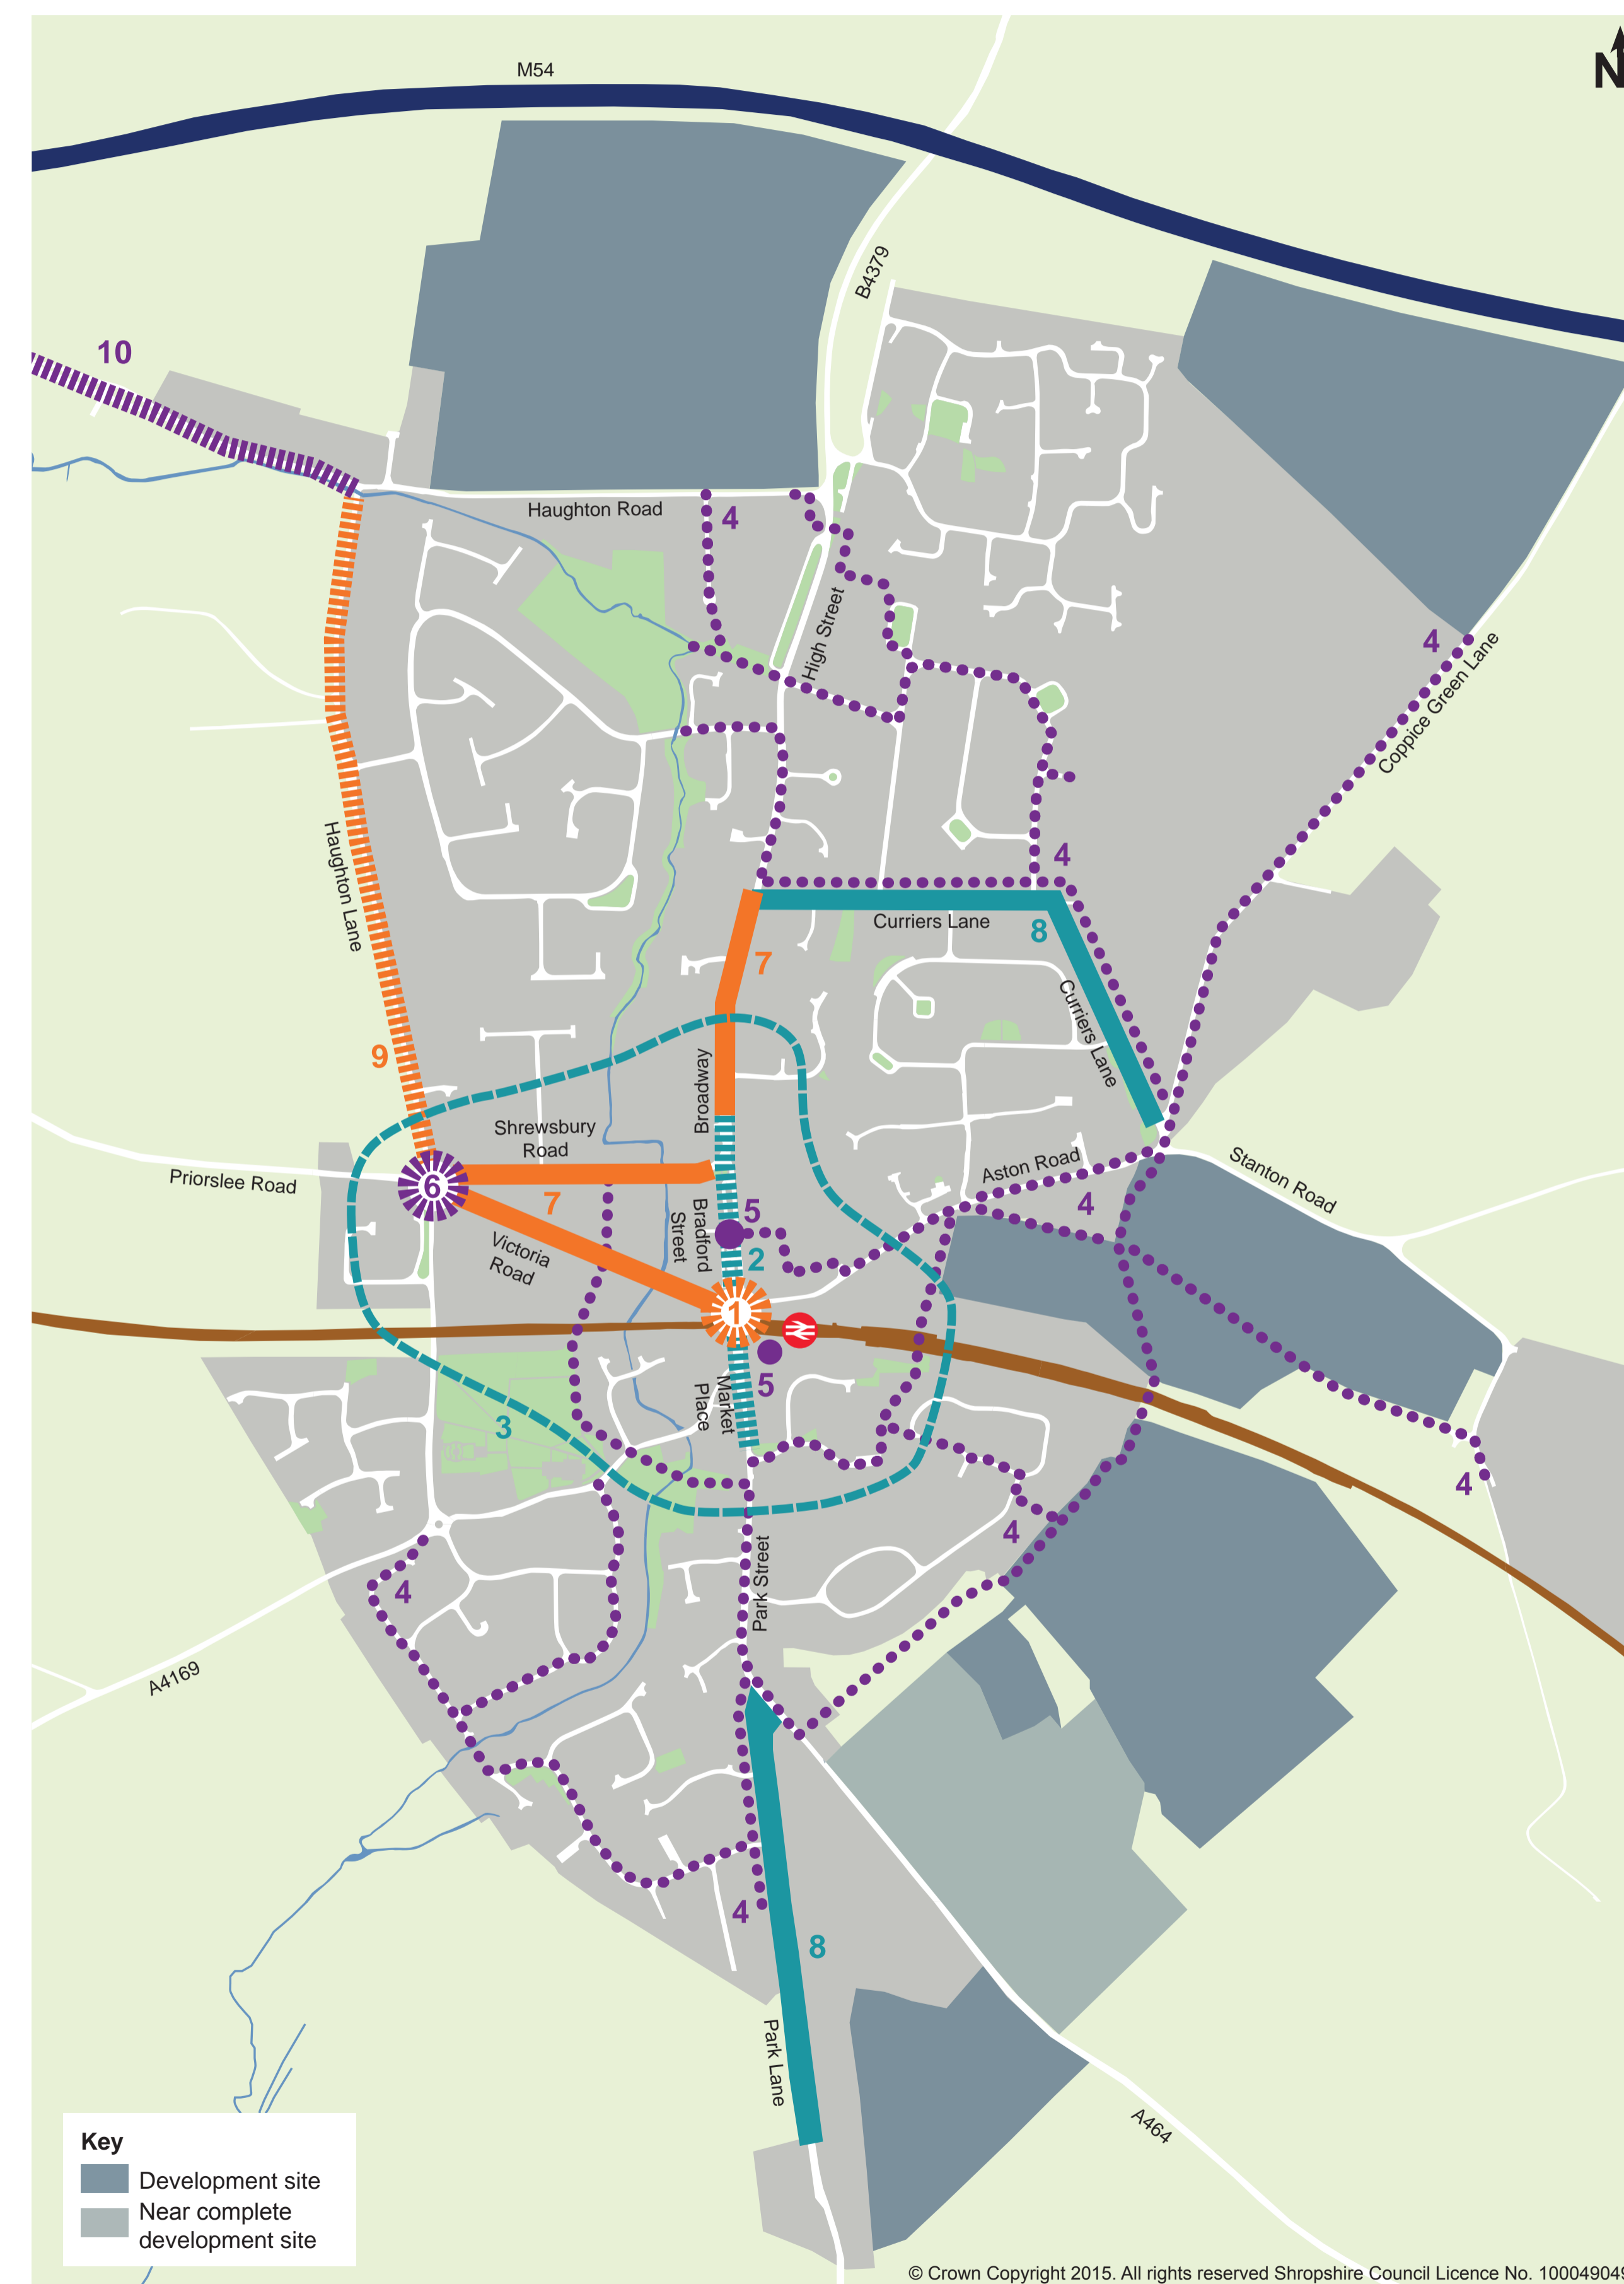 M54
N
B4379
10
Haughton Road
4
High Street
4
Coppice Green Lane
Haughton Lane
4
Curriers Lane
8
7
Curriers Lane
9
Broadway
Shrewsbury
Road
Priorslee Road
6
7
Victoria
Road
Bradford
Street
5
2
Aston Road
4
Stanton Road
1
5
Market
Place
3
4
4
4
Park Street
A4169
4
8
Park Lane
A464
Key
Development site
Near complete
development site
© Crown Copyright 2015. All rights reserved Shropshire Council Licence No. 10004904